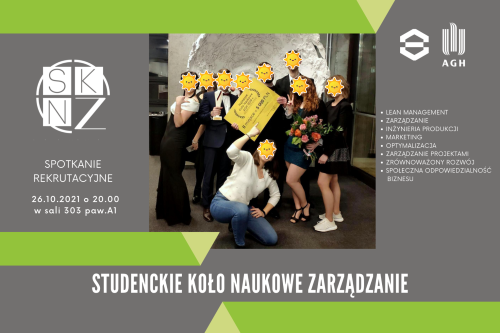 SK
NZ
SPOTKANIE
REKRUTACYJNE
26.10.2021 o 20.00
w sali 303 paw.A1
AGH
LEAN MANAGEMENT
ZARZĄDZANIE
INŻYNIERIA PRODUKCJI
MARKETING
OPTYMALIZACJA
ZARZĄDZANIE PROJEKTAMI
ZRÓWNOWAŻONY ROZWÓJ
SPOŁECZNA ODPOWIEDZIALNOŚĆ
BIZNESU
STUDENCKIE KOŁO NAUKOWE ZARZĄDZANIE